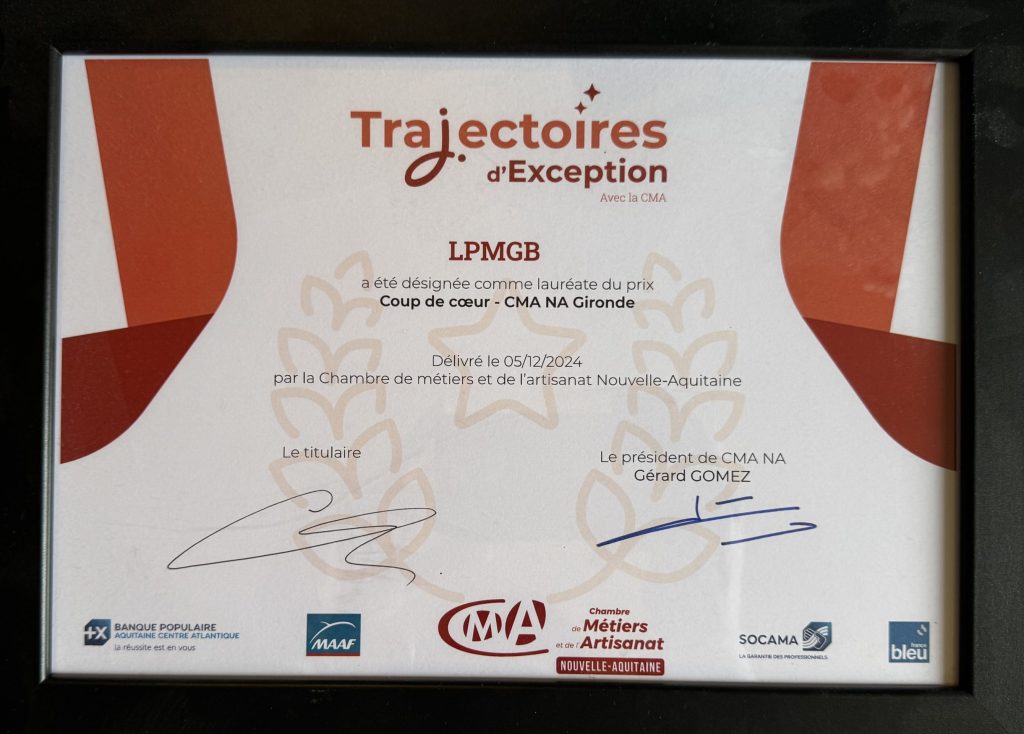 Trajectoires
d'Exception
Avec la CMA
LPMGB
a été désignée comme lauréate du prix
Coup de cœur - CMA NA Gironde
Délivré le 05/12/2024
par la Chambre de métiers et de l'artisanat Nouvelle-Aquitaine
Le titulaire
Le président de CMA NA
Gérard GOMEZ
BANQUE POPULAIRE
AQUITAINE CENTRE ATLANTIQUE
la réussite est en vous
MAAF
CMA
Chambre
de Métiers
et de l'Artisanat
NOUVELLE-AQUITAINE
SOCAMA
LA GARANTIE DES PROFESSIONNELS
france
bleu